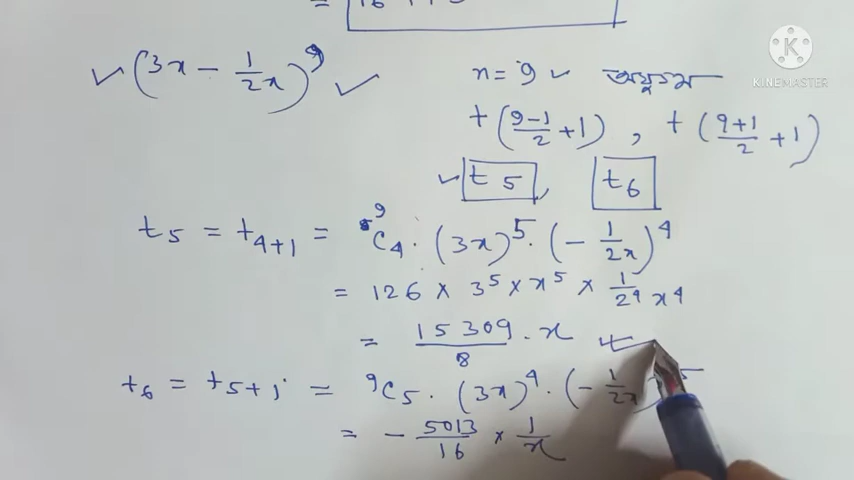 (3x - 1/2x)^9
n = 9 অযুগ্ম
t(9-1/2 + 1), t(9+1/2 + 1)
t5, t6
t5 = t4+1 = 9C4 . (3x)^5 . (- 1/2x)^4
= 126 × 3^5 × x^5 × 1/2^4 x^4
= 15309/8 . x
t6 = t5+1 = 9C5 . (3x)^4 . (- 1/2x)^5
= - 5013/16 × 1/x
K
KINEMASTER